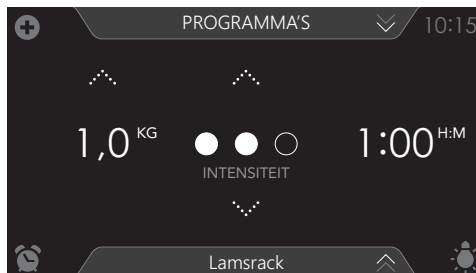 PROGRAMMA'S
10:15
1,0 KG
1:00 H:M
INTENSITEIT
Lamsrack